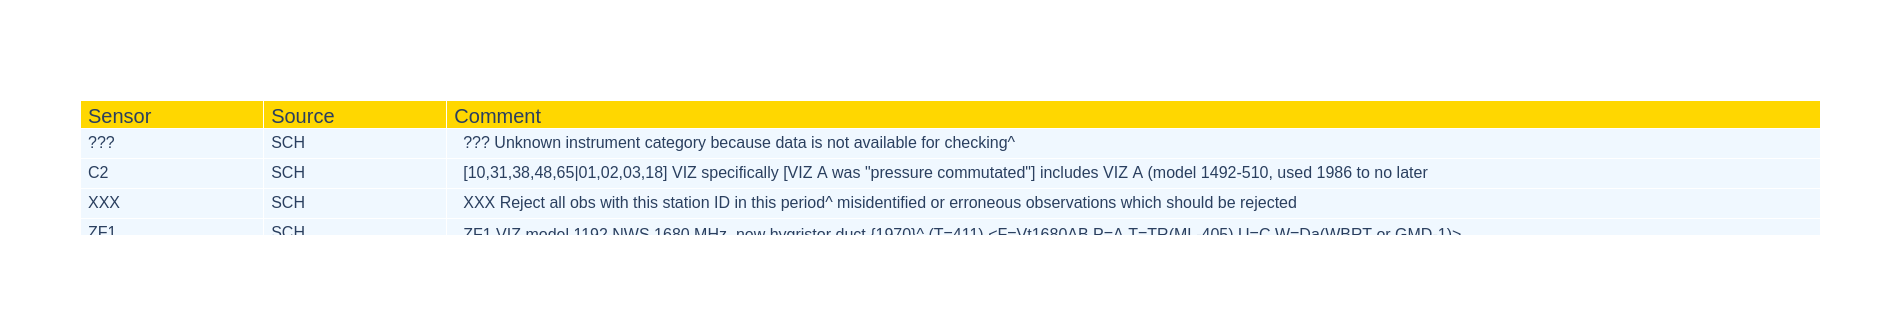 Sensor Source Comment
??? SCH ??? Unknown instrument category because data is not available for checking^
C2 SCH [10,31,38,48,65|01,02,03,18] VIZ specifically [VIZ A was "pressure commutated"] includes VIZ A (model 1492-510, used 1986 to no later
XXX SCH XXX Reject all obs with this station ID in this period^ misidentified or erroneous observations which should be rejected
ZF1 SCH ZF1 VIZ model 1192 NWS 1680 MHz, new hygristor duct {1970}^ (T=411) <F=Vt1680AB P=A T=TR(ML-405) U=C W=Da(WBRT or GMD-1)>